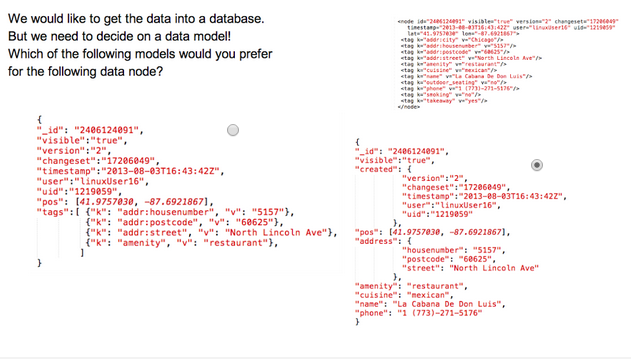 We would like to get the data into a database.
But we need to decide on a data model!
Which of the following models would you prefer
for the following data node?
<node id="2406124091" visible="true" version="2" changeset="17206049"
timestamp="2013-08-03T16:43:42Z" user="linuxUser16" uid="1219059"
lat="41.9757030" lon="-87.6921867">
<tag k="addr:city" v="Chicago"/>
<tag k="addr:housenumber" v="5157"/>
<tag k="addr:postcode" v="60625"/>
<tag k="addr:street" v="North Lincoln Ave"/>
<tag k="amenity" v="restaurant"/>
<tag k="cuisine" v="mexican"/>
<tag k="name" v="La Cabana De Don Luis"/>
<tag k="outdoor_seating" v="no"/>
<tag k="phone" v="1 (773)-271-5176"/>
<tag k="smoking" v="no"/>
<tag k="takeaway" v="yes"/>
</node>
{
"_id": "2406124091",
"visible":"true",
"version":"2",
"changeset":"17206049",
"timestamp":"2013-08-03T16:43:42Z",
"user":"linuxUser16",
"uid":"1219059",
"pos": [41.9757030, -87.6921867],
"tags":[ {"k": "addr:housenumber", "v": "5157"},
{"k": "addr:postcode", "v": "60625"},
{"k": "addr:street", "v": "North Lincoln Ave"},
{"k": "amenity", "v": "restaurant"},
]
}
{
"_id": "2406124091",
"visible":"true",
"created": {
"version":"2",
"changeset":"17206049",
"timestamp":"2013-08-03T16:43:42Z",
"user":"linuxUser16",
"uid":"1219059"
},
"pos": [41.9757030, -87.6921867],
"address": {
"housenumber": "5157",
"postcode": "60625",
"street": "North Lincoln Ave"
},
"amenity": "restaurant",
"cuisine": "mexican",
"name": "La Cabana De Don Luis",
"phone": "1 (773)-271-5176"
}